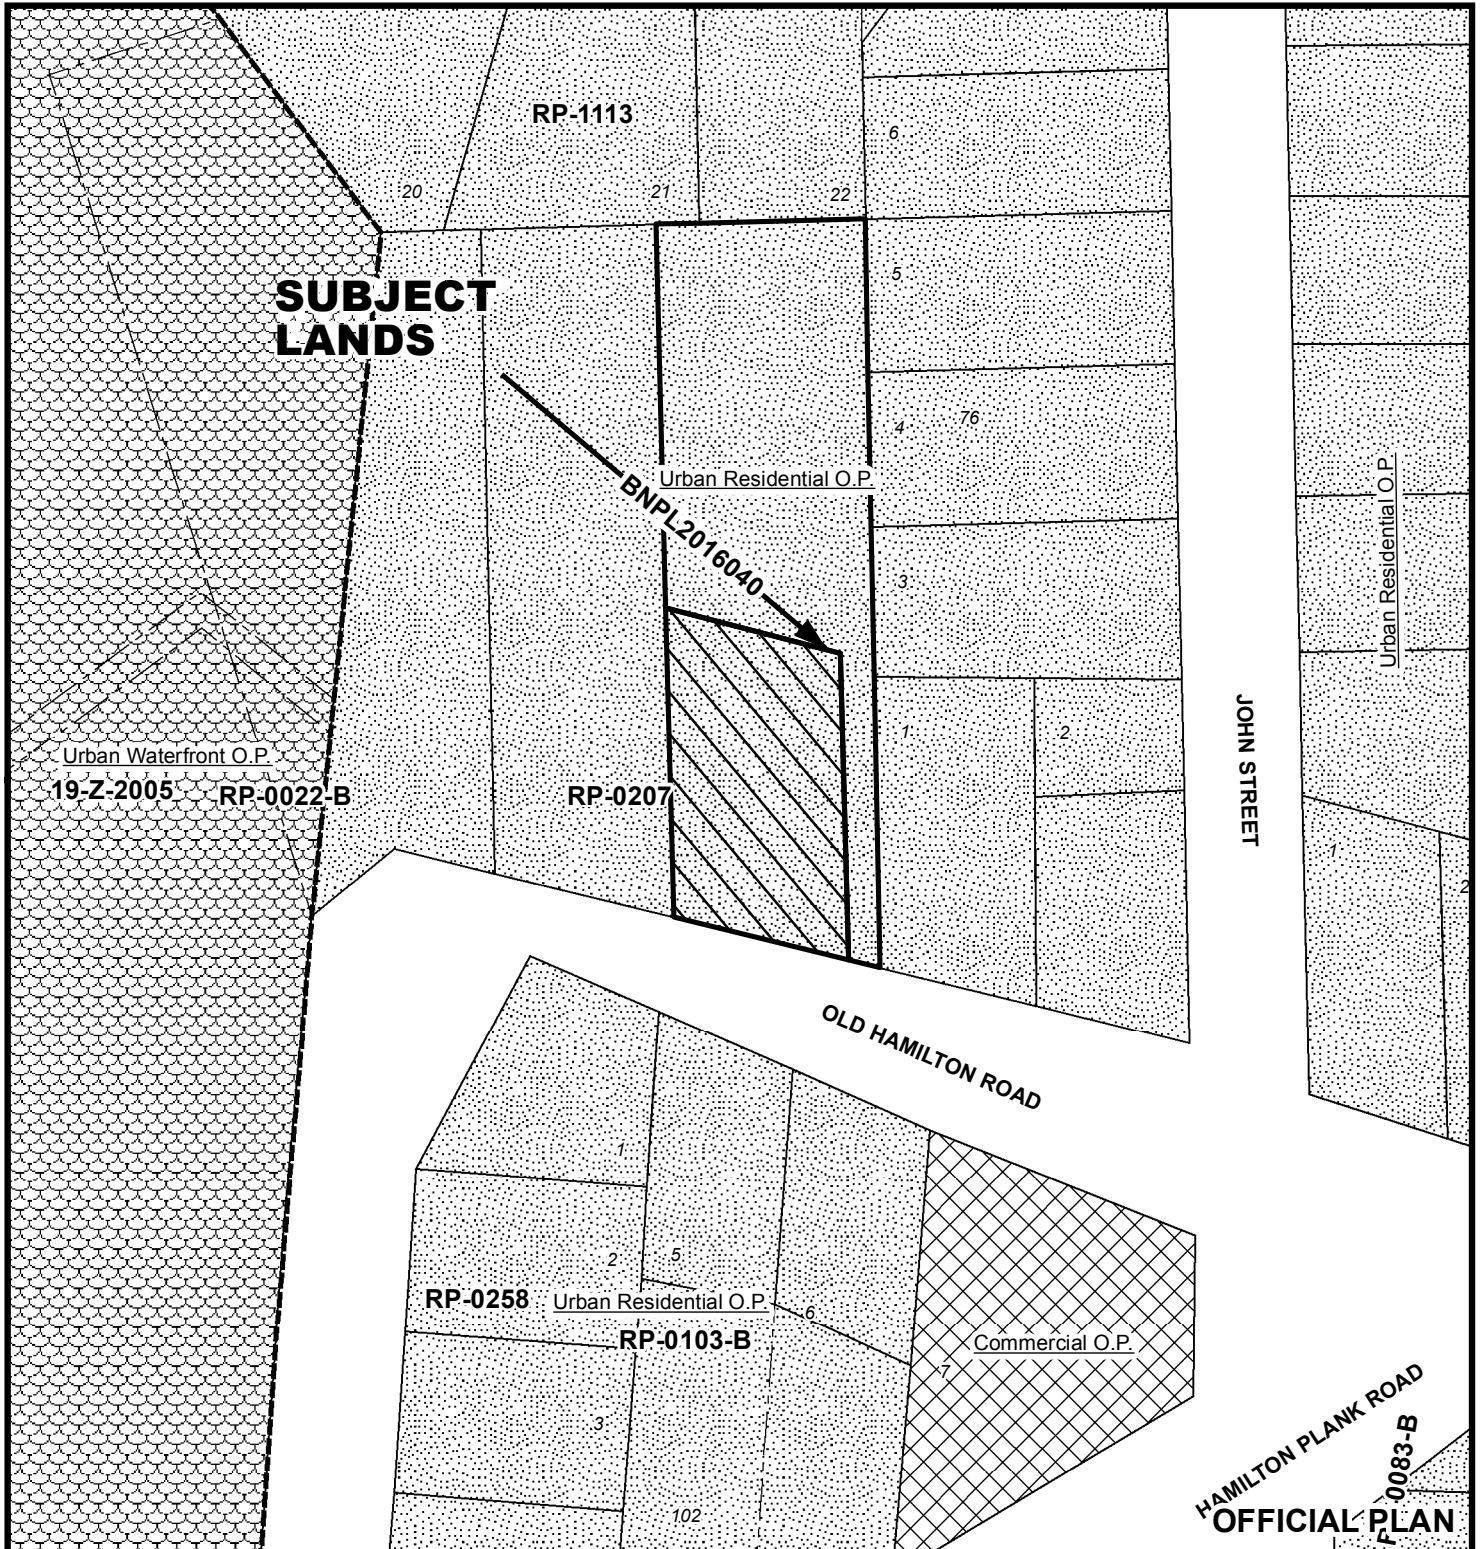 RP-1113
6
20
21
22
5
SUBJECT
LANDS
4
76
Urban Residential O.P.
BNPL2016040
Urban Residential O.P.
3
1
2
JOHN STREET
Urban Waterfront O.P.
19-Z-2005
RP-0022-B
RP-0207
1
2
OLD HAMILTON ROAD
1
2
5
RP-0258
Urban Residential O.P.
6
RP-0103-B
Commercial O.P.
7
3
HAMILTON PLANK ROAD
0083-B
102
OFFICIAL PLAN